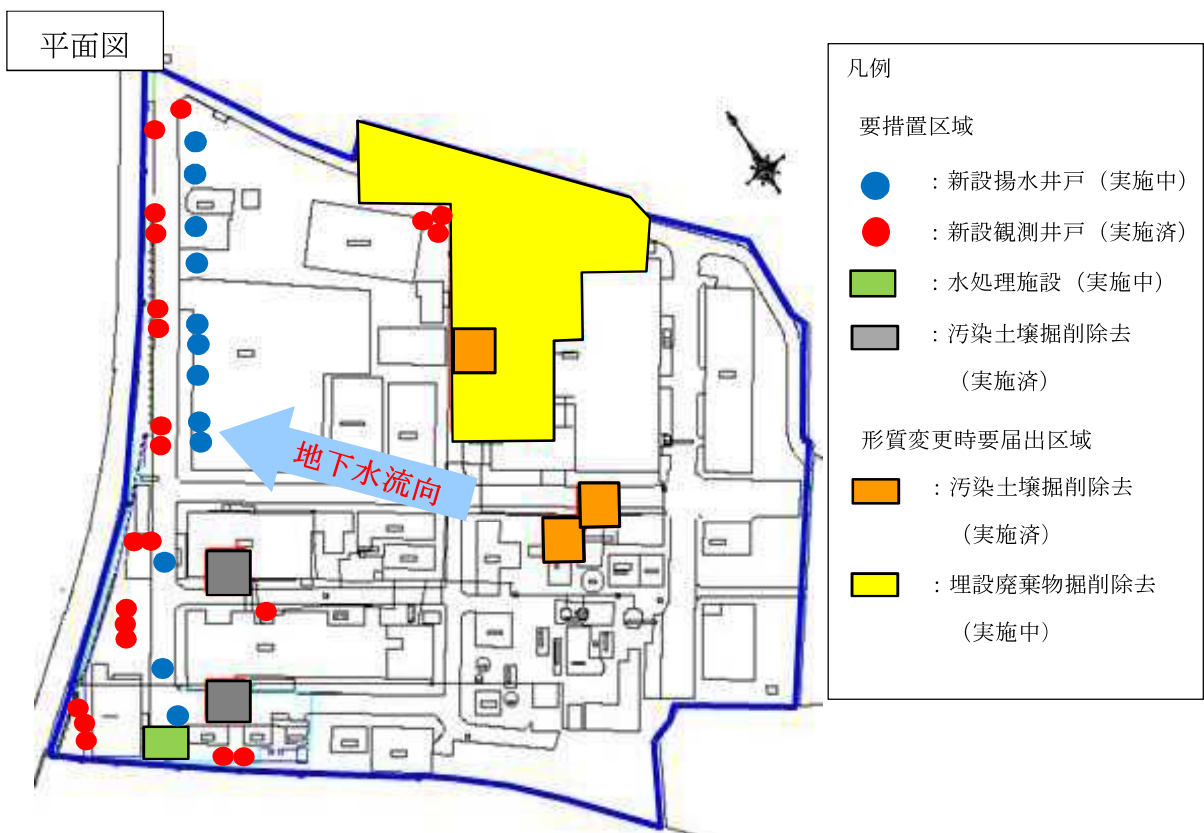 平面図
地下水流向
凡例
要措置区域
：新設揚水井戸（実施中）
：新設観測井戸（実施済）
：水処理施設（実施中）
：汚染土壌掘削除去
（実施済）
形質変更時要届出区域
：汚染土壌掘削除去
（実施済）
：埋設廃棄物掘削除去
（実施中）